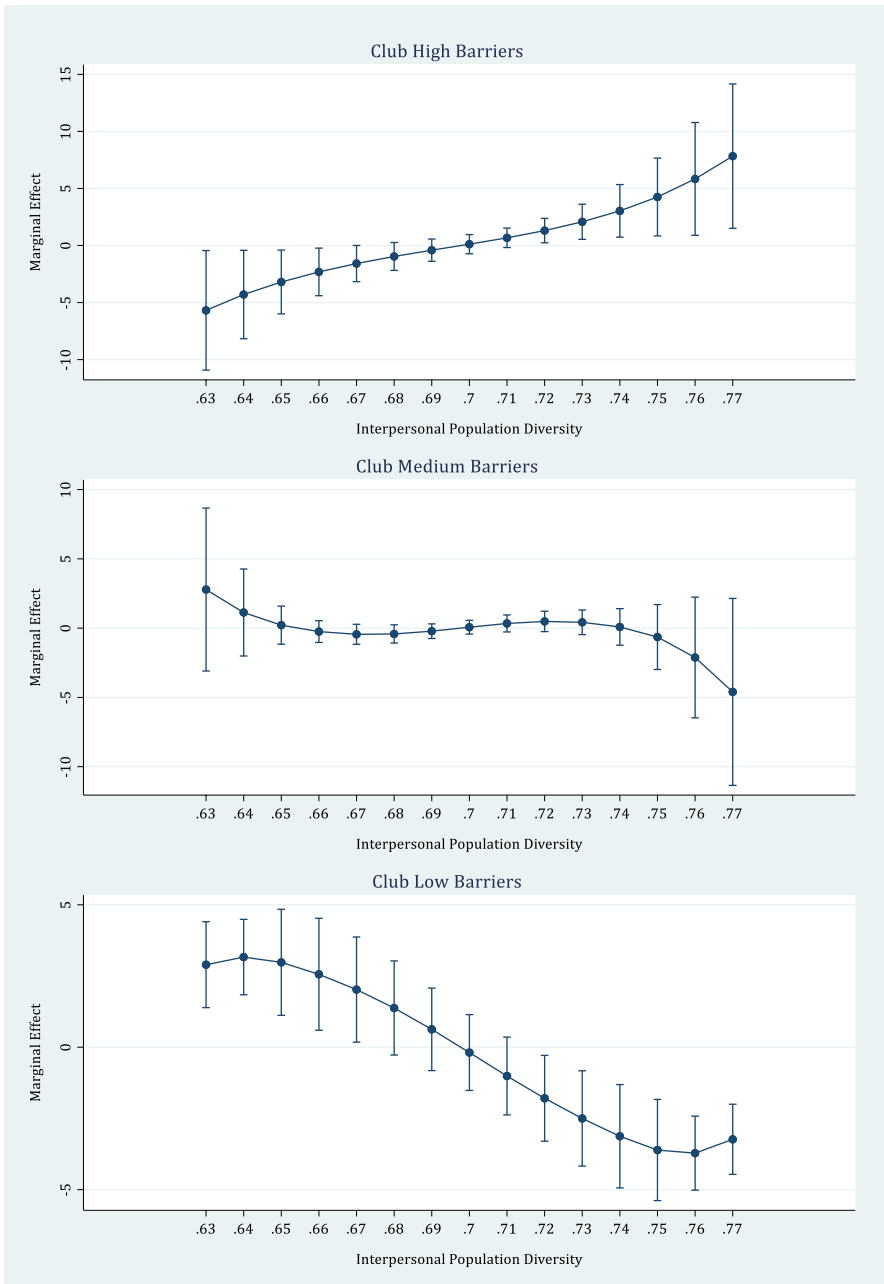 Club High Barriers
Marginal Effect
15
10
5
0
-5
-10
.63 .64 .65 .66 .67 .68 .69 .7 .71 .72 .73 .74 .75 .76 .77
Interpersonal Population Diversity
Club Medium Barriers
Marginal Effect
10
5
0
-5
-10
.63 .64 .65 .66 .67 .68 .69 .7 .71 .72 .73 .74 .75 .76 .77
Interpersonal Population Diversity
Club Low Barriers
Marginal Effect
5
0
-5
.63 .64 .65 .66 .67 .68 .69 .7 .71 .72 .73 .74 .75 .76 .77
Interpersonal Population Diversity